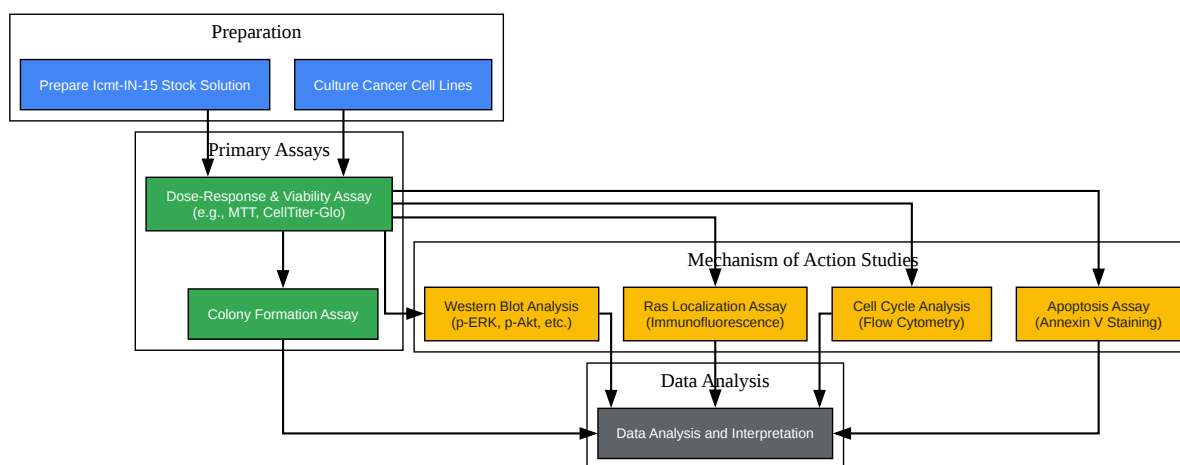 Preparation
Prepare Icmt-IN-15 Stock Solution
Culture Cancer Cell Lines
Primary Assays
Dose-Response & Viability Assay
(e.g., MTT, CellTiter-Glo)
Colony Formation Assay
Mechanism of Action Studies
Western Blot Analysis
(p-ERK, p-Akt, etc.)
Ras Localization Assay
(Immunofluorescence)
Cell Cycle Analysis
(Flow Cytometry)
Apoptosis Assay
(Annexin V Staining)
Data Analysis
Data Analysis and Interpretation